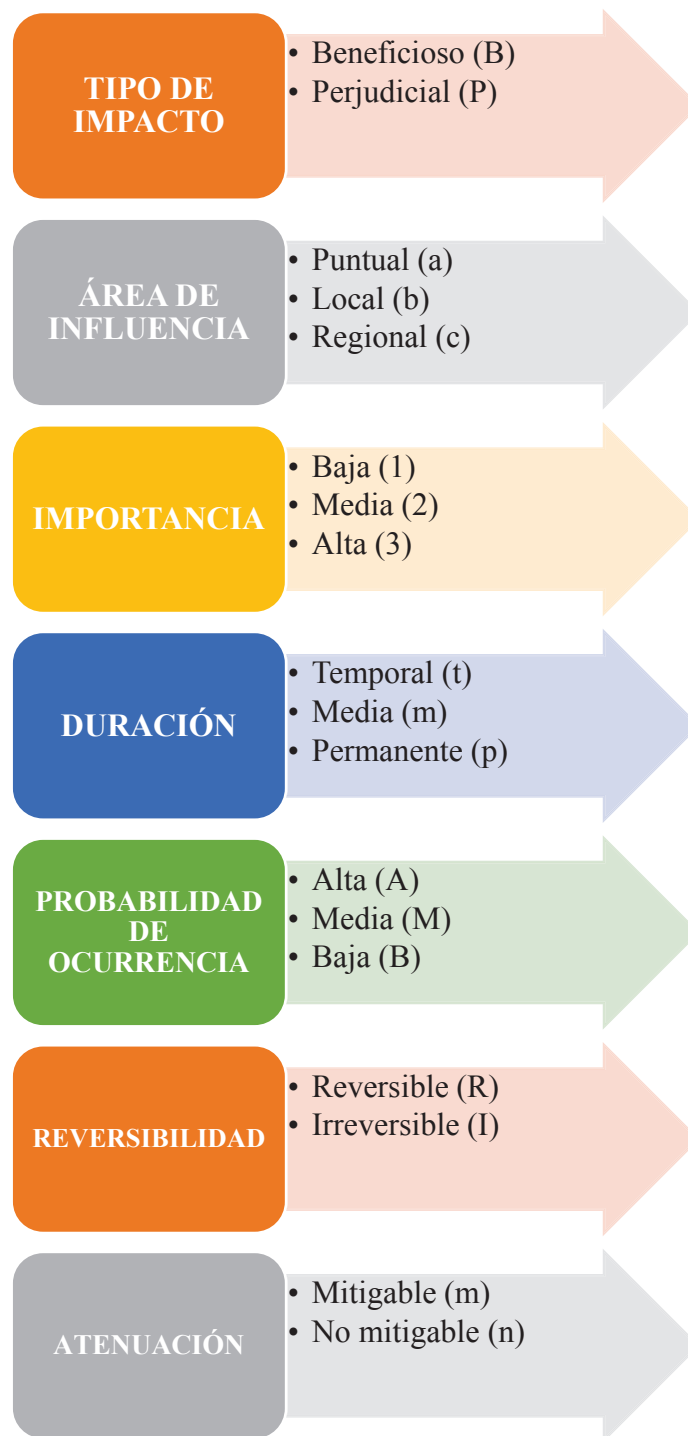 TIPO DE
IMPACTO
• Beneficioso (B)
• Perjudicial (P)
ÁREA DE
INFLUENCIA
• Puntual (a)
• Local (b)
• Regional (c)
IMPORTANCIA
• Baja (1)
• Media (2)
• Alta (3)
DURACIÓN
• Temporal (t)
• Media (m)
• Permanente (p)
PROBABILIDAD
DE
OCURRENCIA
• Alta (A)
• Media (M)
• Baja (B)
REVERSIBILIDAD
• Reversible (R)
• Irreversible (I)
ATENUACIÓN
• Mitigable (m)
• No mitigable (n)